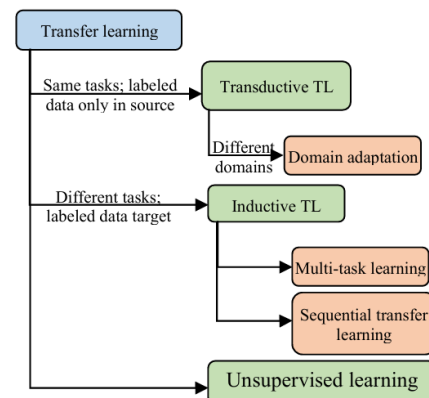 Transfer learning
Same tasks; labeled
data only in source
Transductive TL
Different
domains
Domain adaptation
Different tasks;
labeled data target
Inductive TL
Multi-task learning
Sequential transfer
learning
Unsupervised learning